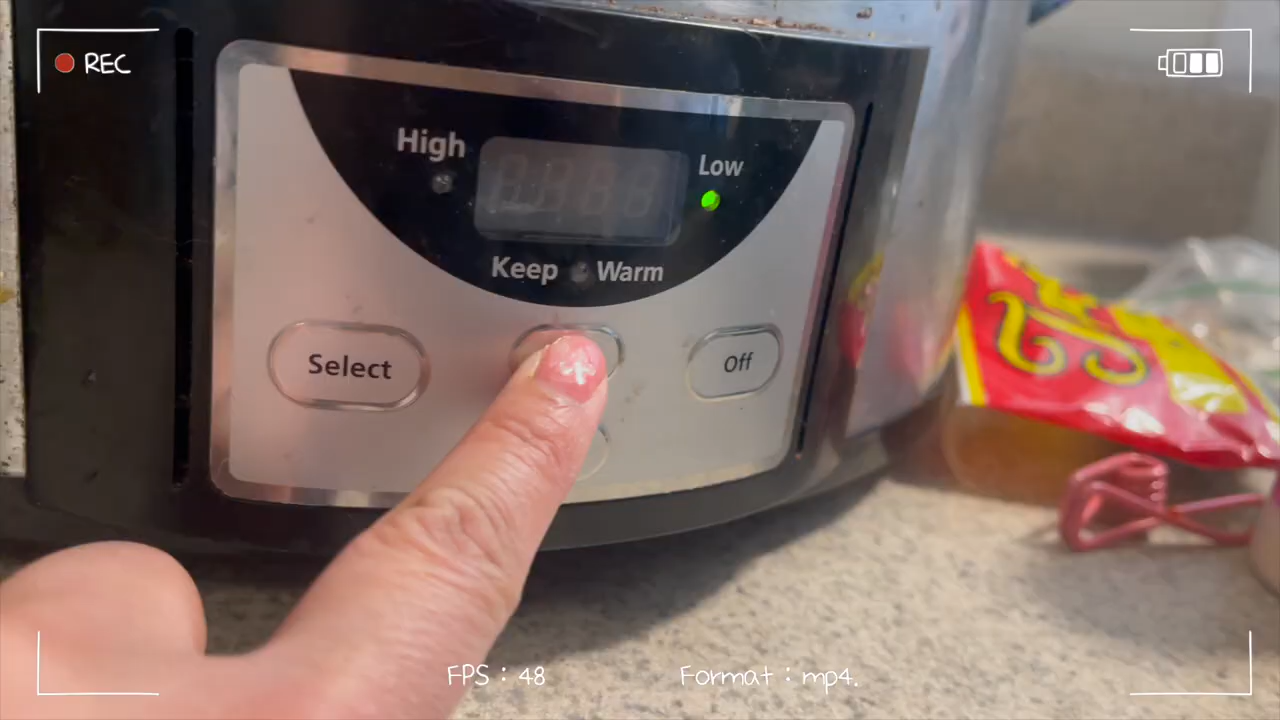 REC
High
Low
Keep Warm
Select
Off
FPS : 48
Format : mp4.